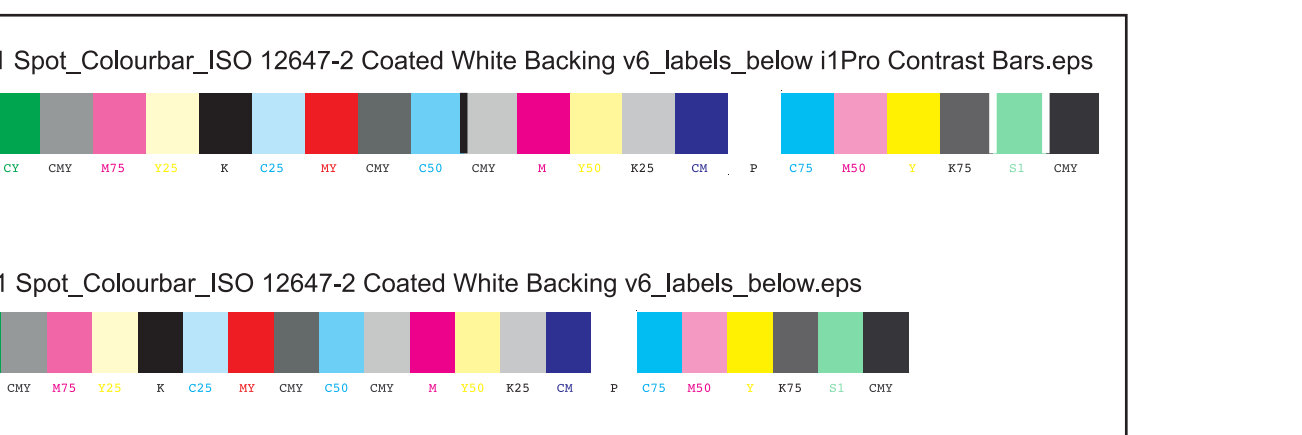 1 Spot_Colourbar_ISO 12647-2 Coated White Backing v6_labels_below i1Pro Contrast Bars.eps
CY CMY M75 Y25 K C25 MY CMY C50 CMY M Y50 K25 CM P C75 M50 Y K75 S1 CMY
1 Spot_Colourbar_ISO 12647-2 Coated White Backing v6_labels_below.eps
CMY M75 Y25 K C25 MY CMY C50 CMY M Y50 K25 CM P C75 M50 Y K75 S1 CMY